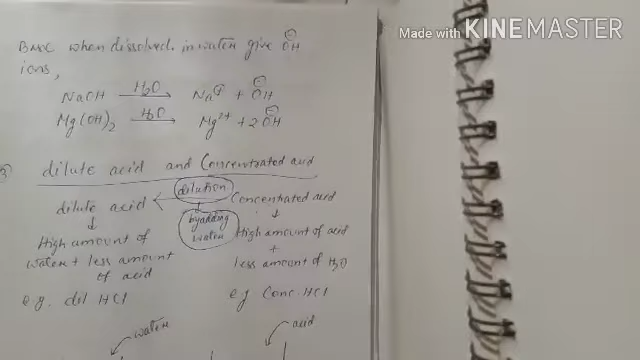 Made with KINEMASTER
Base when dissolved in water give OH⁻
ions,
NaOH —H₂O→ Na⁺ + OH⁻
Mg(OH)₂ —H₂O→ Mg²⁺ + 2OH⁻
dilute acid and Concentrated acid
dilute acid ← dilution Concentrated acid
↓ ↓ ↓
by adding
water
High amount of High amount of acid
water + less amount +
of acid less amount of H₂O
e.g. dil HCl eg Conc. HCl
water acid